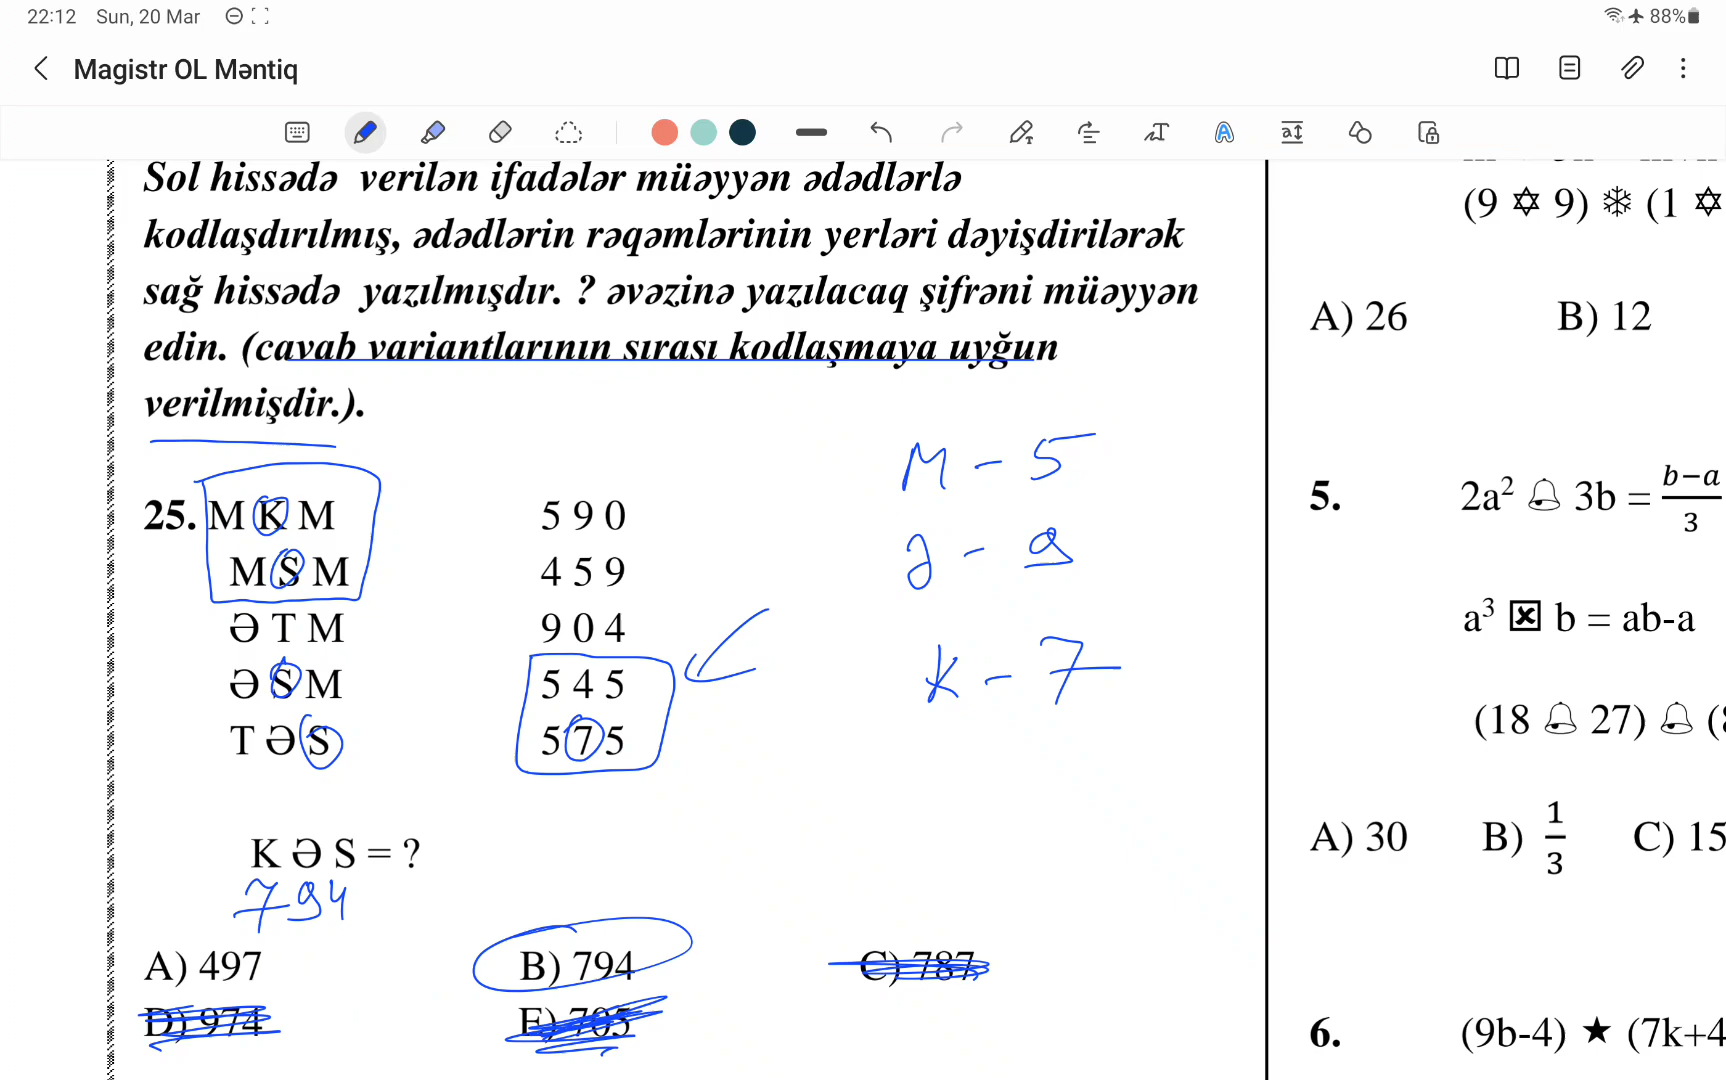 22:12 Sun, 20 Mar
88%
Magistr OL Məntiq
Sol hissədə verilən ifadələr müəyyən ədədlərlə
kodlaşdırılmış, ədədlərin rəqəmlərinin yerləri dəyişdirilərək
sağ hissədə yazılmışdır. ? əvəzinə yazılacaq şifrəni müəyyən
edin. (cavab variantlarının sırası kodlaşmaya uyğun
verilmişdir.).
25. M K M 5 9 0
M S M 4 5 9
Ə T M 9 0 4
Ə S M 5 4 5
T Ə S 5 7 5
M - 5
Ə - 9
K - 7
K Ə S = ?
794
A) 497 B) 794 C) 787
D) 974 E) 705
(9 ✡ 9) ❄ (1 ✡
A) 26 B) 12
5. 2a² 🔔 3b = b−a/3
a³ ☒ b = ab-a
(18 🔔 27) 🔔 (
A) 30 B) 1/3 C) 15
6. (9b-4) ★ (7k+4